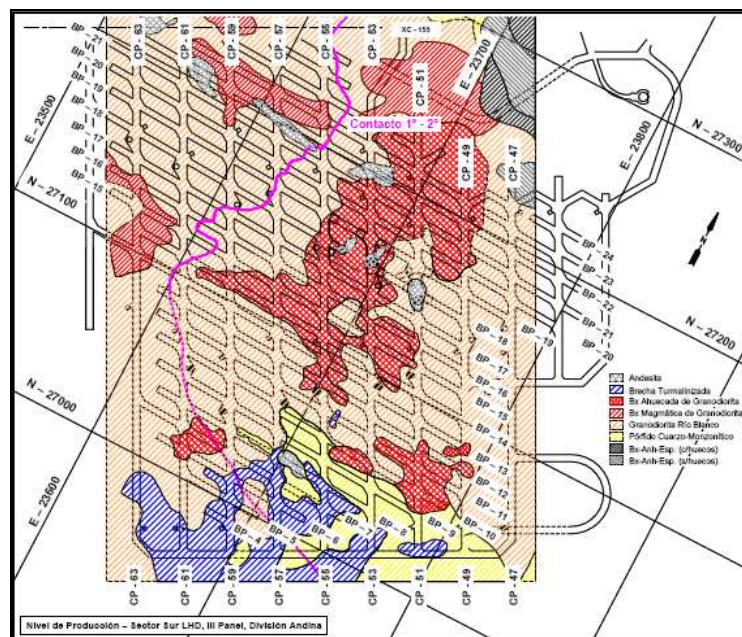 CP - 63
CP - 61
CP - 59
CP - 57
CP - 55
CP - 53
XC - 155
CP - 51
E - 23700
CP - 49
CP - 47
BP - 21
BP - 20
BP - 19
BP - 18
BP - 17
BP - 16
BP - 15
E - 23500
N - 27100
Contacto 1° - 2°
E - 23800
N - 27300
BP - 24
BP - 23
BP - 22
BP - 21
BP - 20
BP - 19
N - 27200
BP - 18
BP - 17
BP - 16
BP - 15
BP - 14
BP - 13
BP - 12
BP - 11
BP - 10
BP - 9
BP - 8
BP - 7
BP - 6
BP - 5
BP - 4
N - 27000
E - 23600
Andesita
Brecha Turmalinizada
Bx Ahuecada de Granodiorita
Bx Magmática de Granodiorita
Granodiorita Río Blanco
Pórfido Cuarzo-Monzonítico
Bx-Anh-Esp. (c/huecos)
Bx-Anh-Esp. (s/huecos)
CP - 63
CP - 61
CP - 59
CP - 57
CP - 55
CP - 53
CP - 51
CP - 49
CP - 47
Nivel de Producción – Sector Sur LHD, III Panel, División Andina